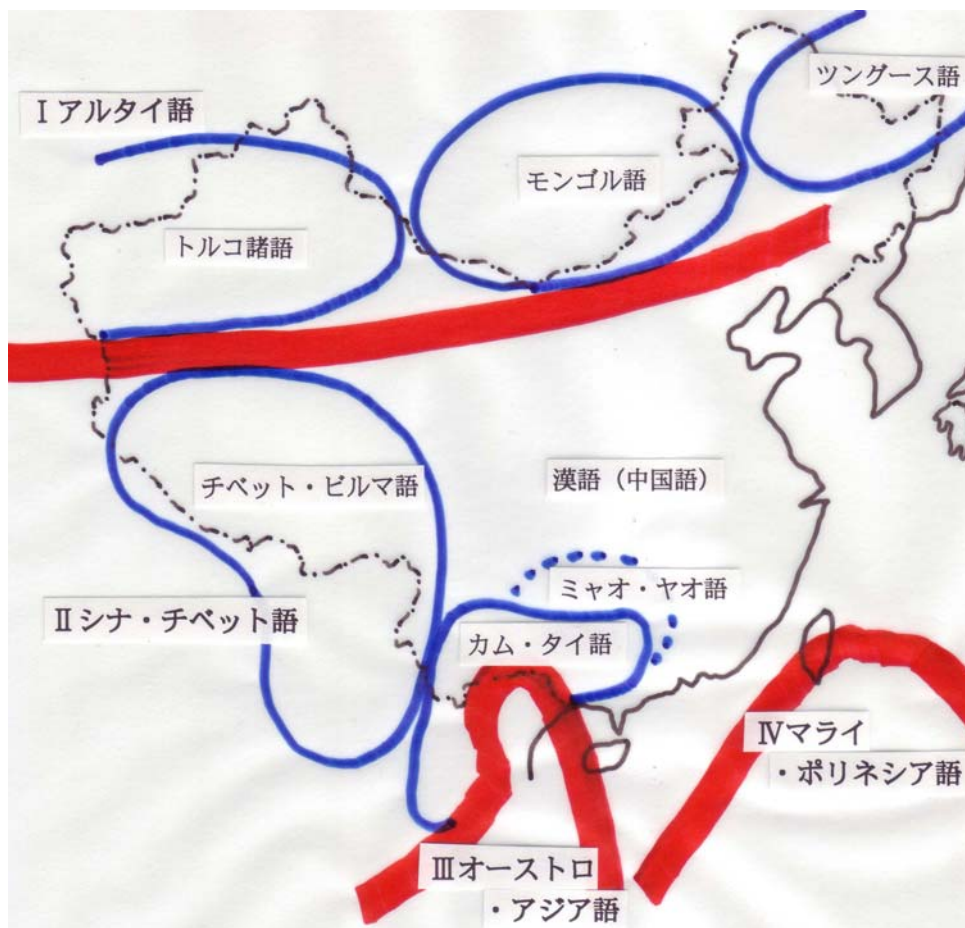 ツングース語
Ⅰアルタイ語
モンゴル語
トルコ諸語
チベット・ビルマ語
漢語（中国語）
ミャオ・ヤオ語
Ⅱシナ・チベット語
カム・タイ語
Ⅳマライ
・ポリネシア語
Ⅲオーストロ
・アジア語